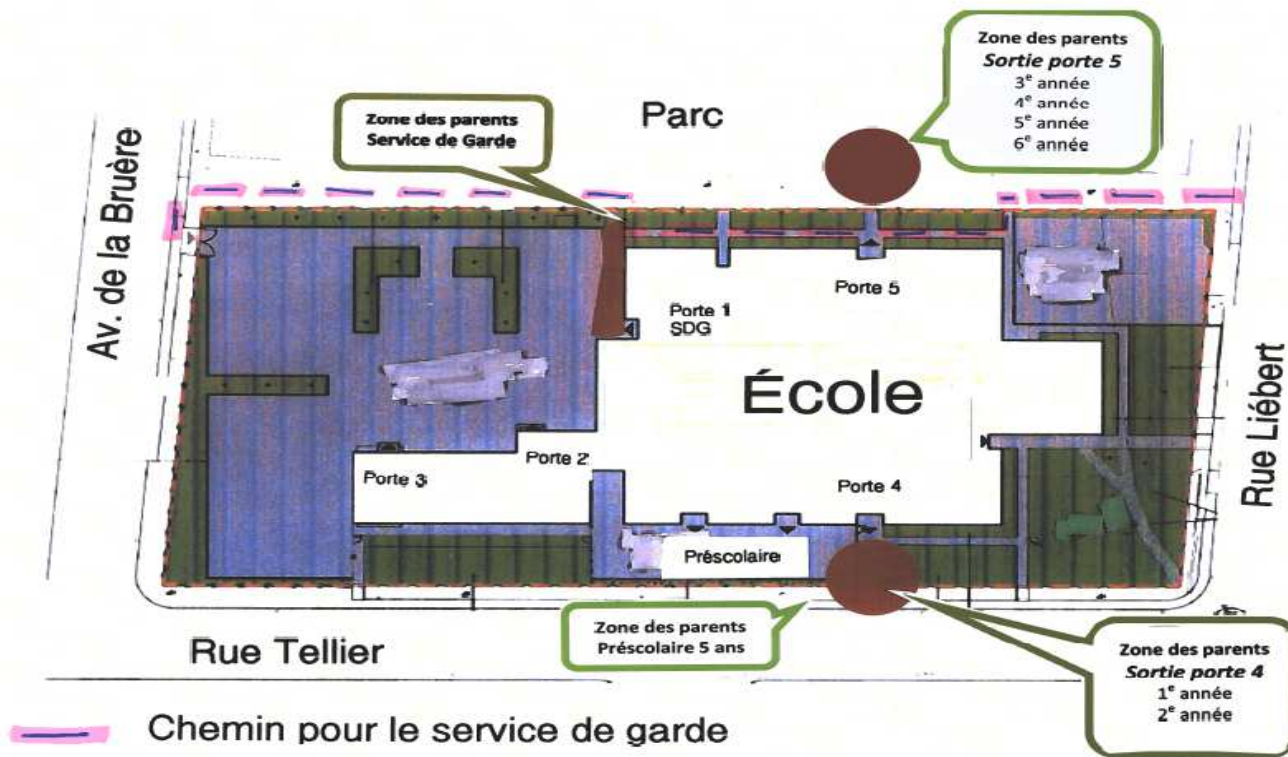 Zone des parents
Sortie porte 5
3e année
4e année
5e année
6e année
Zone des parents
Service de Garde
Parc
Av. de la Bruère
Porte 1
SDG
Porte 5
École
Rue Liébert
Porte 2
Porte 3
Porte 4
Préscolaire
Zone des parents
Préscolaire 5 ans
Zone des parents
Sortie porte 4
1e année
2e année
Rue Tellier
Chemin pour le service de garde